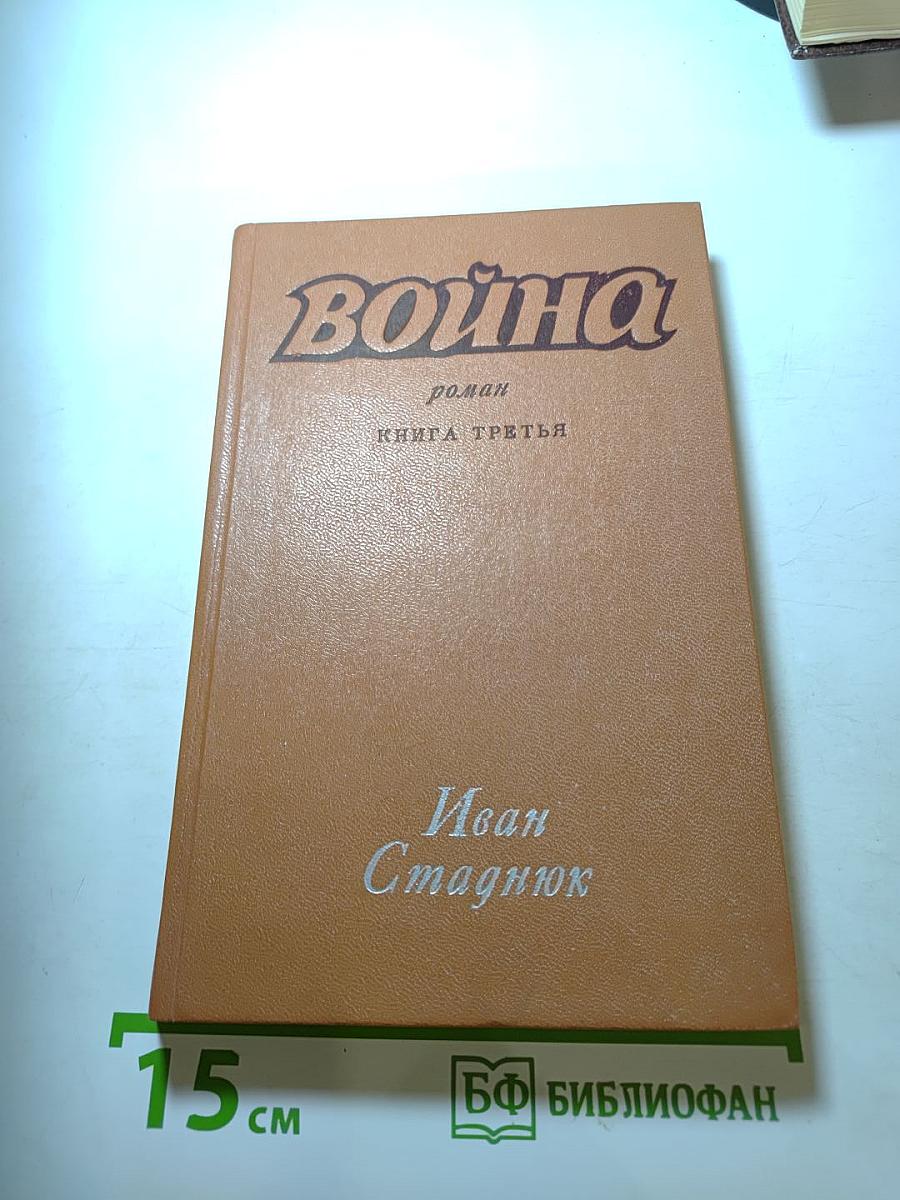 война
роман
КНИГА ТРЕТЬЯ
Иван
Стаднюк
15 см
БФ БИБЛИОФАН